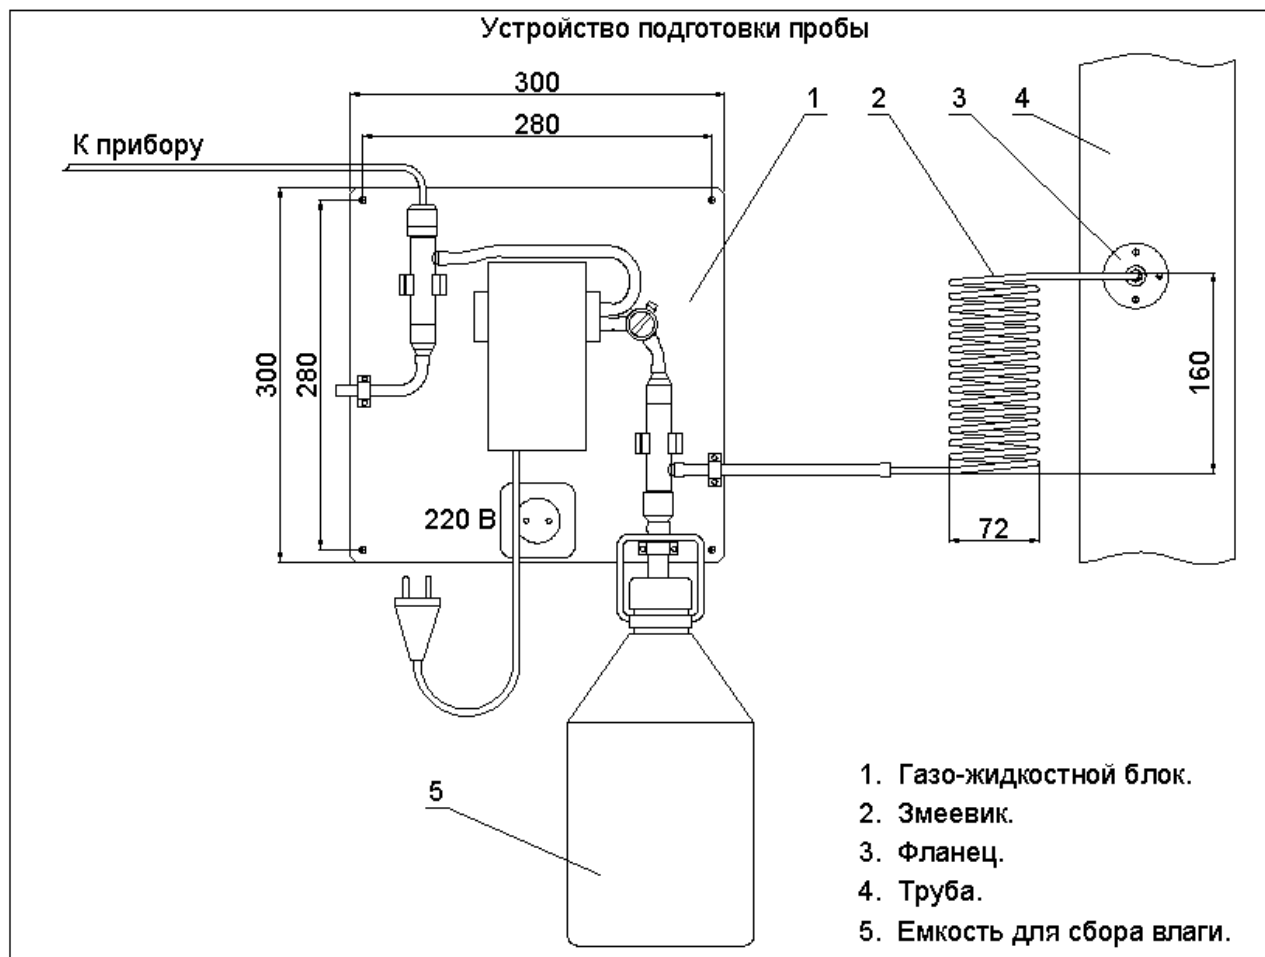 Устройство подготовки пробы
300
280
1
2
3
4
К прибору
300
280
160
220 В
72
5
1. Газо-жидкостной блок.
2. Змеевик.
3. Фланец.
4. Труба.
5. Емкость для сбора влаги.